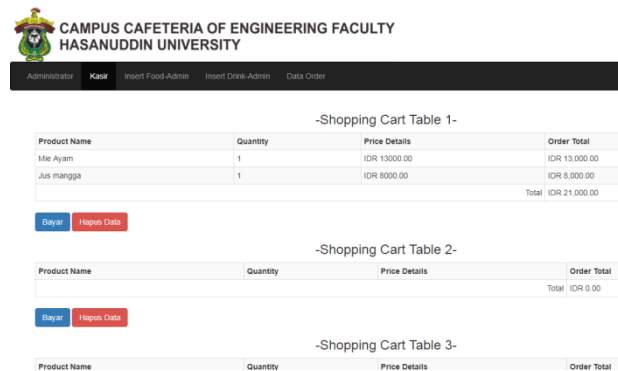 CAMPUS CAFETERIA OF ENGINEERING FACULTY
HASANUDDIN UNIVERSITY
Administrator Kasir Insert Food-Admin Insert Drink-Admin Data Order
-Shopping Cart Table 1-
Product Name Quantity Price Details Order Total
Mie Ayam 1 IDR 13000.00 IDR 13,000.00
Jus mangga 1 IDR 8000.00 IDR 8,000.00
Total IDR 21,000.00
Bayar Hapus Data
-Shopping Cart Table 2-
Product Name Quantity Price Details Order Total
Total IDR 0.00
Bayar Hapus Data
-Shopping Cart Table 3-
Product Name Quantity Price Details Order Total